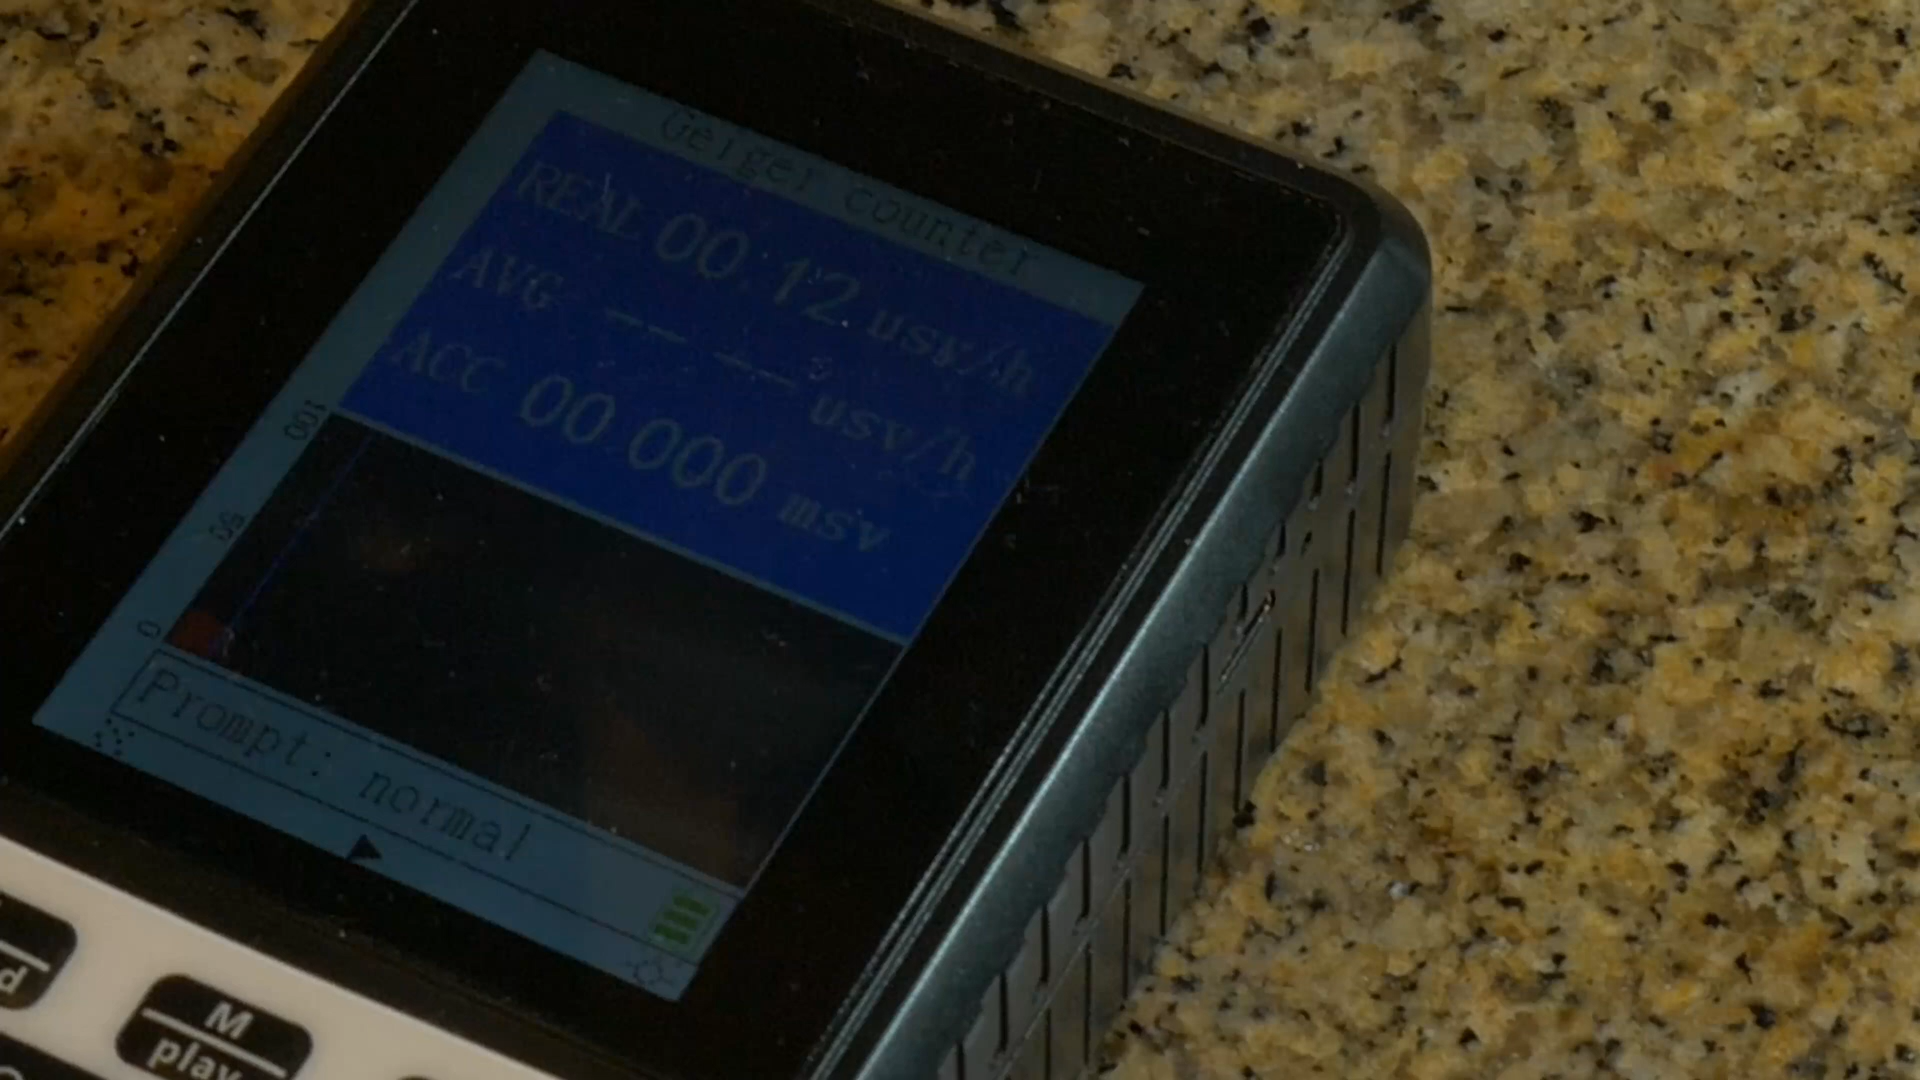 Geiger counter
REAL 00.12 usv/h
AVG -- -- usv/h
ACC 00.000 msv
100
50
0
Prompt: normal
d
M
play